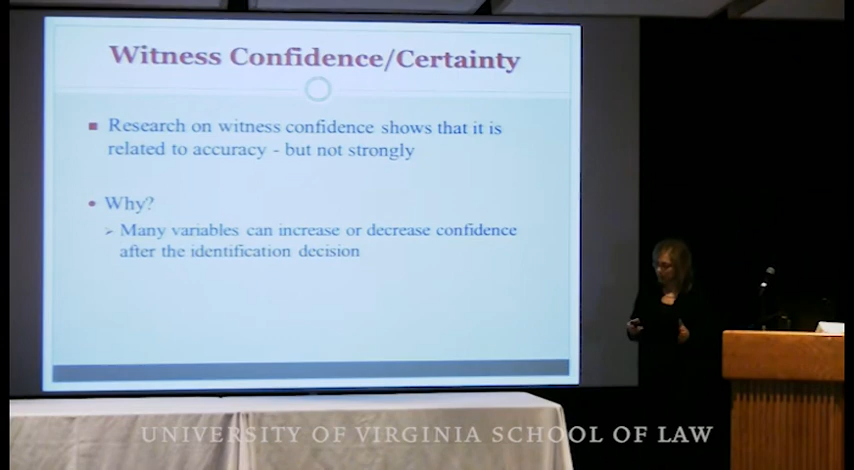 Witness Confidence/Certainty
Research on witness confidence shows that it is
related to accuracy - but not strongly
Why?
Many variables can increase or decrease confidence
after the identification decision
UNIVERSITY OF VIRGINIA SCHOOL OF LAW